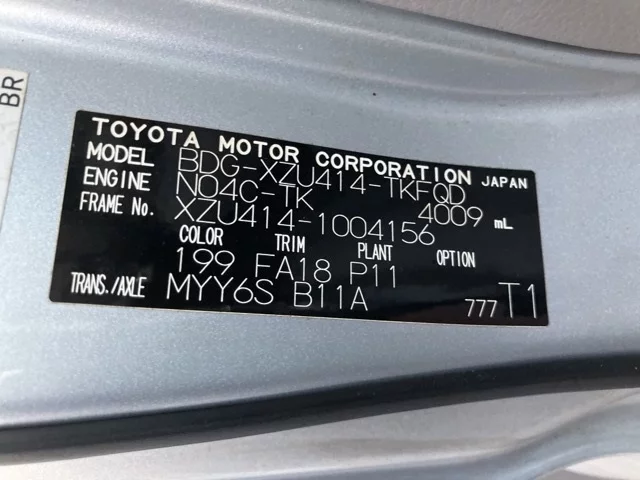 BR
TOYOTA MOTOR CORPORATION JAPAN
MODEL BDG-XZU414-TKFQD
ENGINE N04C-TK 4009 mL
FRAME No. XZU414-1004156
COLOR TRIM PLANT OPTION
199 FA18 P11
TRANS./AXLE MYY6S B11A
777 T1